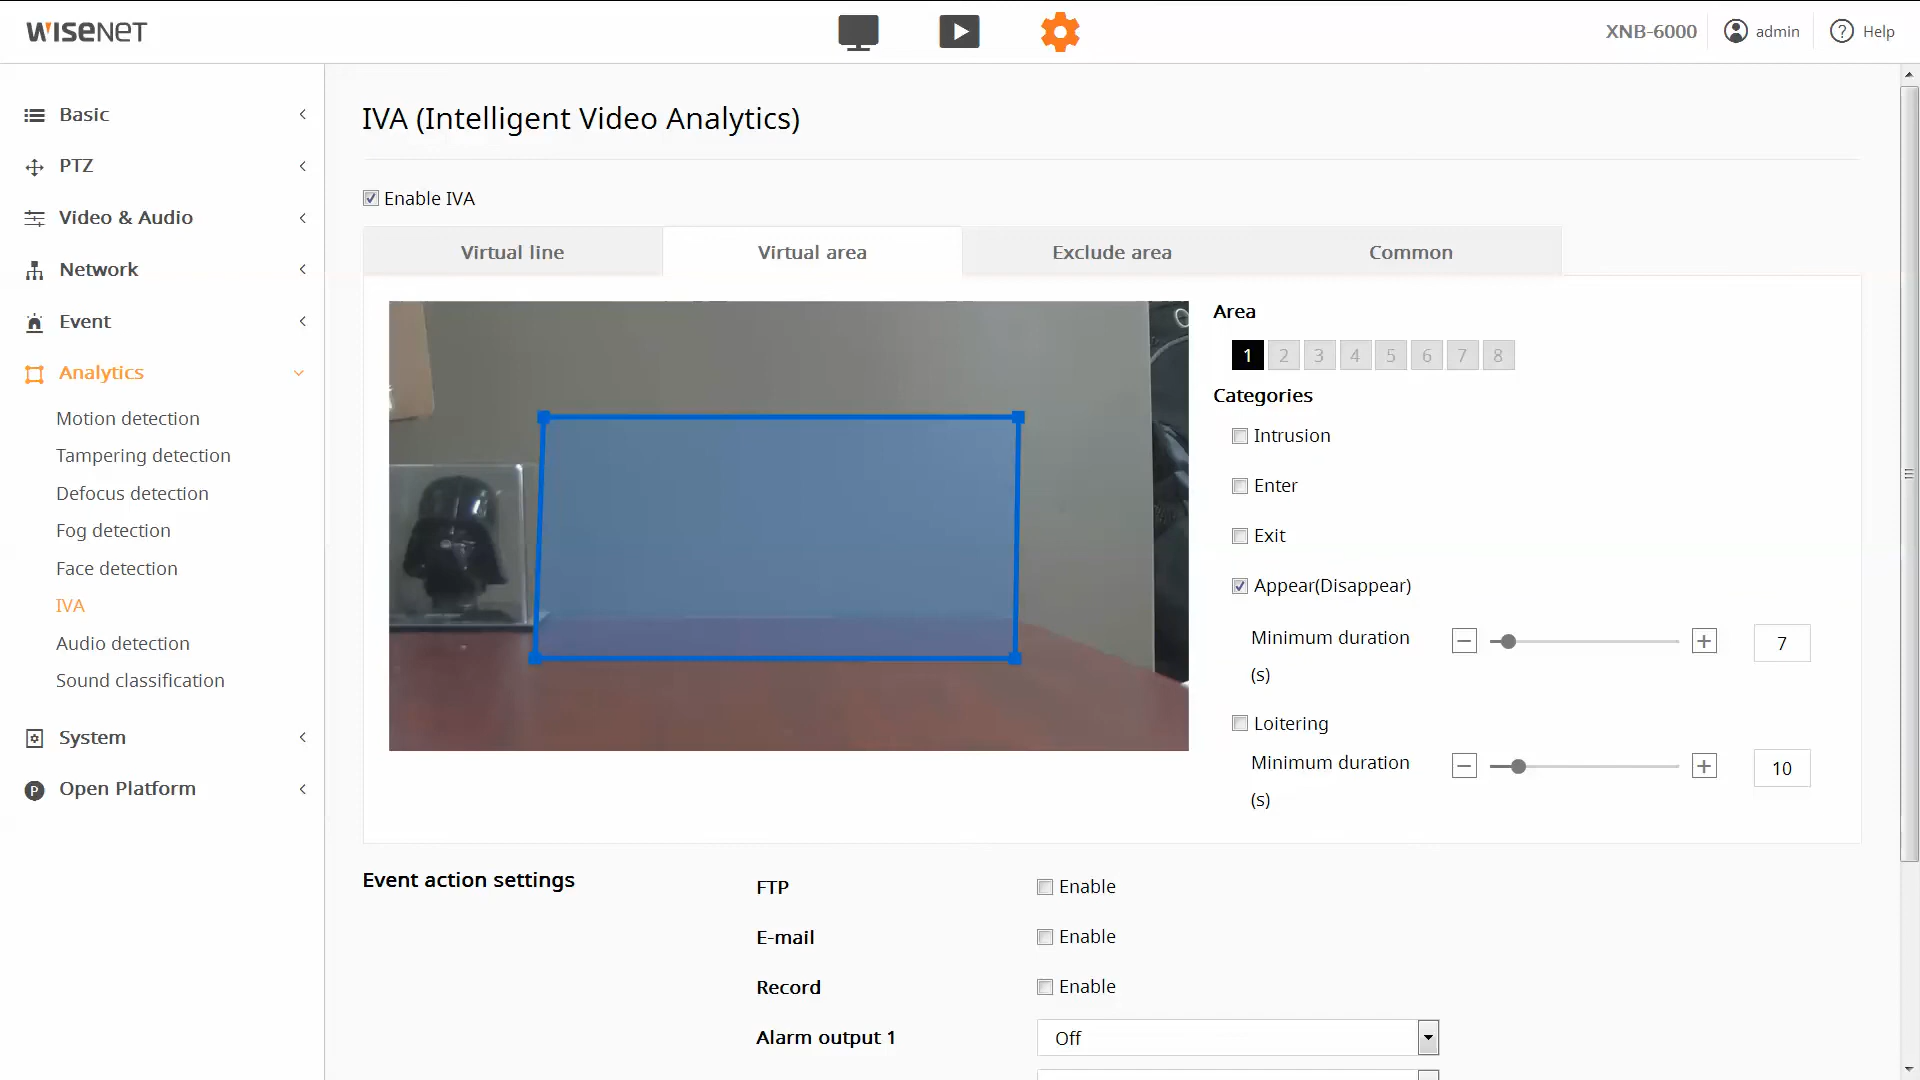 WISENET
XNB-6000
admin
Help
Basic
PTZ
Video & Audio
Network
Event
Analytics
Motion detection
Tampering detection
Defocus detection
Fog detection
Face detection
IVA
Audio detection
Sound classification
System
Open Platform
IVA (Intelligent Video Analytics)
Enable IVA
Virtual line
Virtual area
Exclude area
Common
Area
1 2 3 4 5 6 7 8
Categories
Intrusion
Enter
Exit
Appear(Disappear)
Minimum duration
(s)
7
Loitering
Minimum duration
(s)
10
Event action settings
FTP
Enable
E-mail
Enable
Record
Enable
Alarm output 1
Off